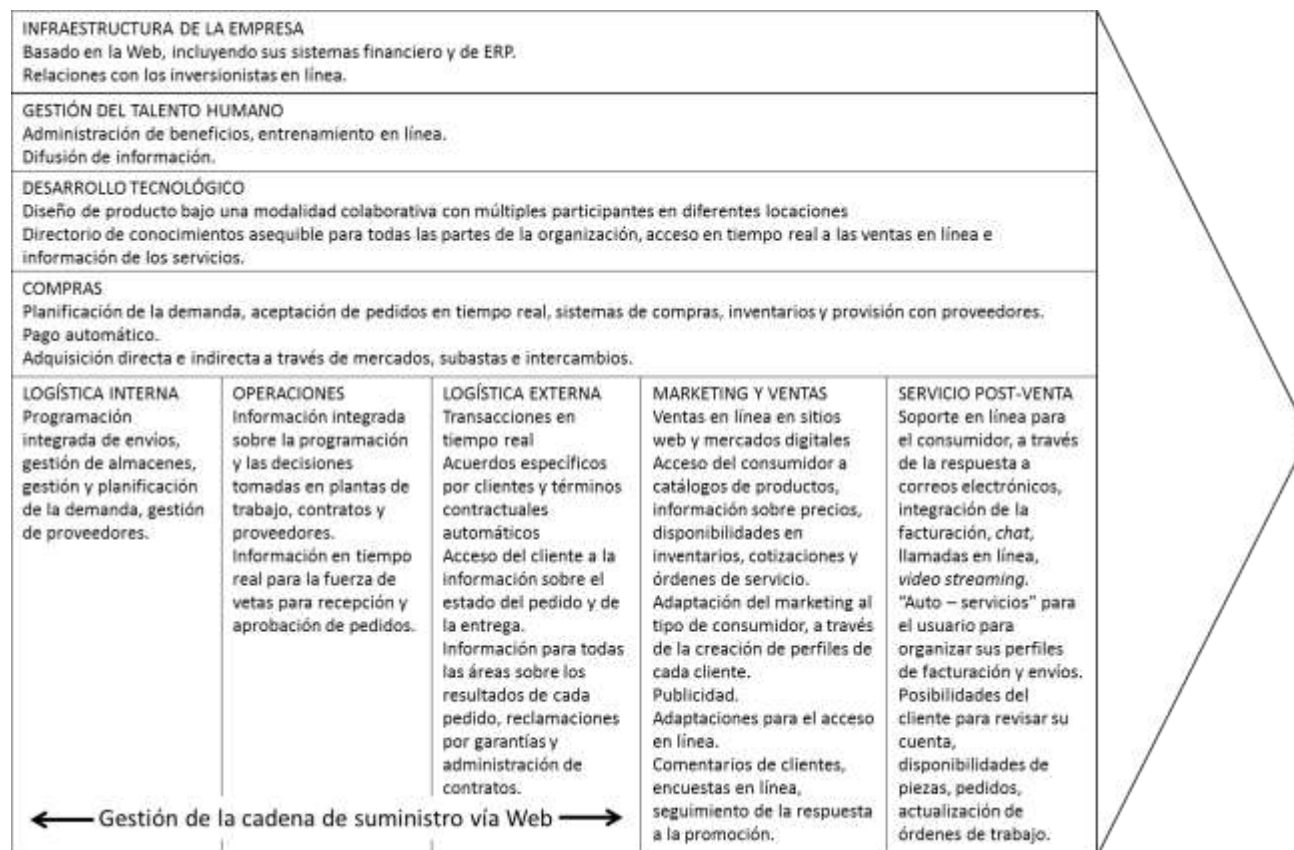 INFRAESTRUCTURA DE LA EMPRESA
Basado en la Web, incluyendo sus sistemas financiero y de ERP.
Relaciones con los inversionistas en línea.
GESTIÓN DEL TALENTO HUMANO
Administración de beneficios, entrenamiento en línea.
Difusión de información.
DESARROLLO TECNOLÓGICO
Diseño de producto bajo una modalidad colaborativa con múltiples participantes en diferentes locaciones
Directorio de conocimientos asequible para todas las partes de la organización, acceso en tiempo real a las ventas en línea e
información de los servicios.
COMPRAS
Planificación de la demanda, aceptación de pedidos en tiempo real, sistemas de compras, inventarios y provisión con proveedores.
Pago automático.
Adquisición directa e indirecta a través de mercados, subastas e intercambios.
LOGÍSTICA INTERNA
Programación
integrada de envíos,
gestión de almacenes,
gestión y planificación
de la demanda, gestión
de proveedores.
OPERACIONES
Información integrada
sobre la programación
y las decisiones
tomadas en plantas de
trabajo, contratos y
proveedores.
Información en tiempo
real para la fuerza de
vetas para recepción y
aprobación de pedidos.
LOGÍSTICA EXTERNA
Transacciones en
tiempo real
Acuerdos específicos
por clientes y términos
contractuales
automáticos
Acceso del cliente a la
información sobre el
estado del pedido y de
la entrega.
Información para todas
las áreas sobre los
resultados de cada
pedido, reclamaciones
por garantías y
administración de
contratos.
MARKETING Y VENTAS
Ventas en línea en sitios
web y mercados digitales
Acceso del consumidor a
catálogos de productos,
información sobre precios,
disponibilidades en
inventarios, cotizaciones y
órdenes de servicio.
Adaptación del marketing al
tipo de consumidor, a través
de la creación de perfiles de
cada cliente.
Publicidad.
Adaptaciones para el acceso
en línea.
Comentarios de clientes,
encuestas en línea,
seguimiento de la respuesta
a la promoción.
SERVICIO POST-VENTA
Soporte en línea para
el consumidor, a través
de la respuesta a
correos electrónicos,
integración de la
facturación, chat,
llamadas en línea,
video streaming.
"Auto – servicios" para
el usuario para
organizar sus perfiles
de facturación y envíos.
Posibilidades del
cliente para revisar su
cuenta,
disponibilidades de
piezas, pedidos,
actualización de
órdenes de trabajo.
Gestión de la cadena de suministro vía Web